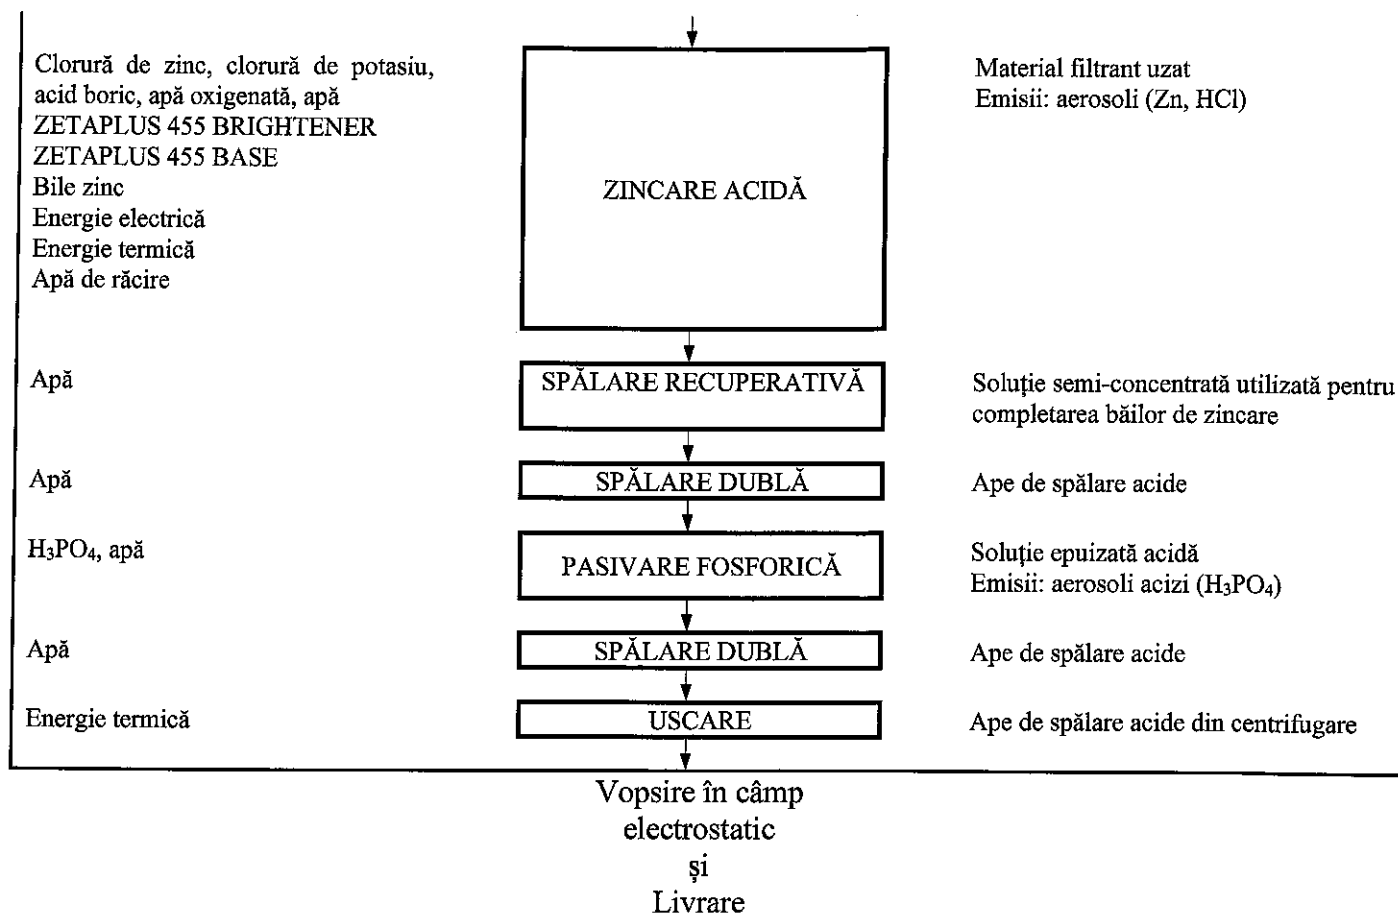 Clorură de zinc, clorură de potasiu,
acid boric, apă oxigenată, apă
ZETAPLUS 455 BRIGHTENER
ZETAPLUS 455 BASE
Bile zinc
Energie electrică
Energie termică
Apă de răcire
ZINCARE ACIDĂ
Material filtrant uzat
Emisii: aerosoli (Zn, HCl)
Apă
SPĂLARE RECUPERATIVĂ
Soluție semi-concentrată utilizată pentru
completarea băilor de zincare
Apă
SPĂLARE DUBLĂ
Ape de spălare acide
H₃PO₄, apă
PASIVARE FOSFORICĂ
Soluție epuizată acidă
Emisii: aerosoli acizi (H₃PO₄)
Apă
SPĂLARE DUBLĂ
Ape de spălare acide
Energie termică
USCARE
Ape de spălare acide din centrifugare
Vopsire în câmp
electrostatic
și
Livrare